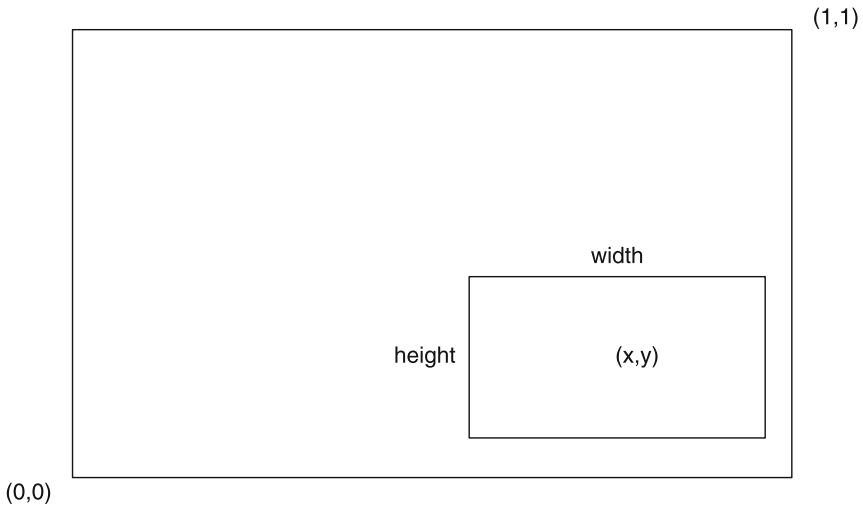 (1,1)
width
height
(x,y)
(0,0)